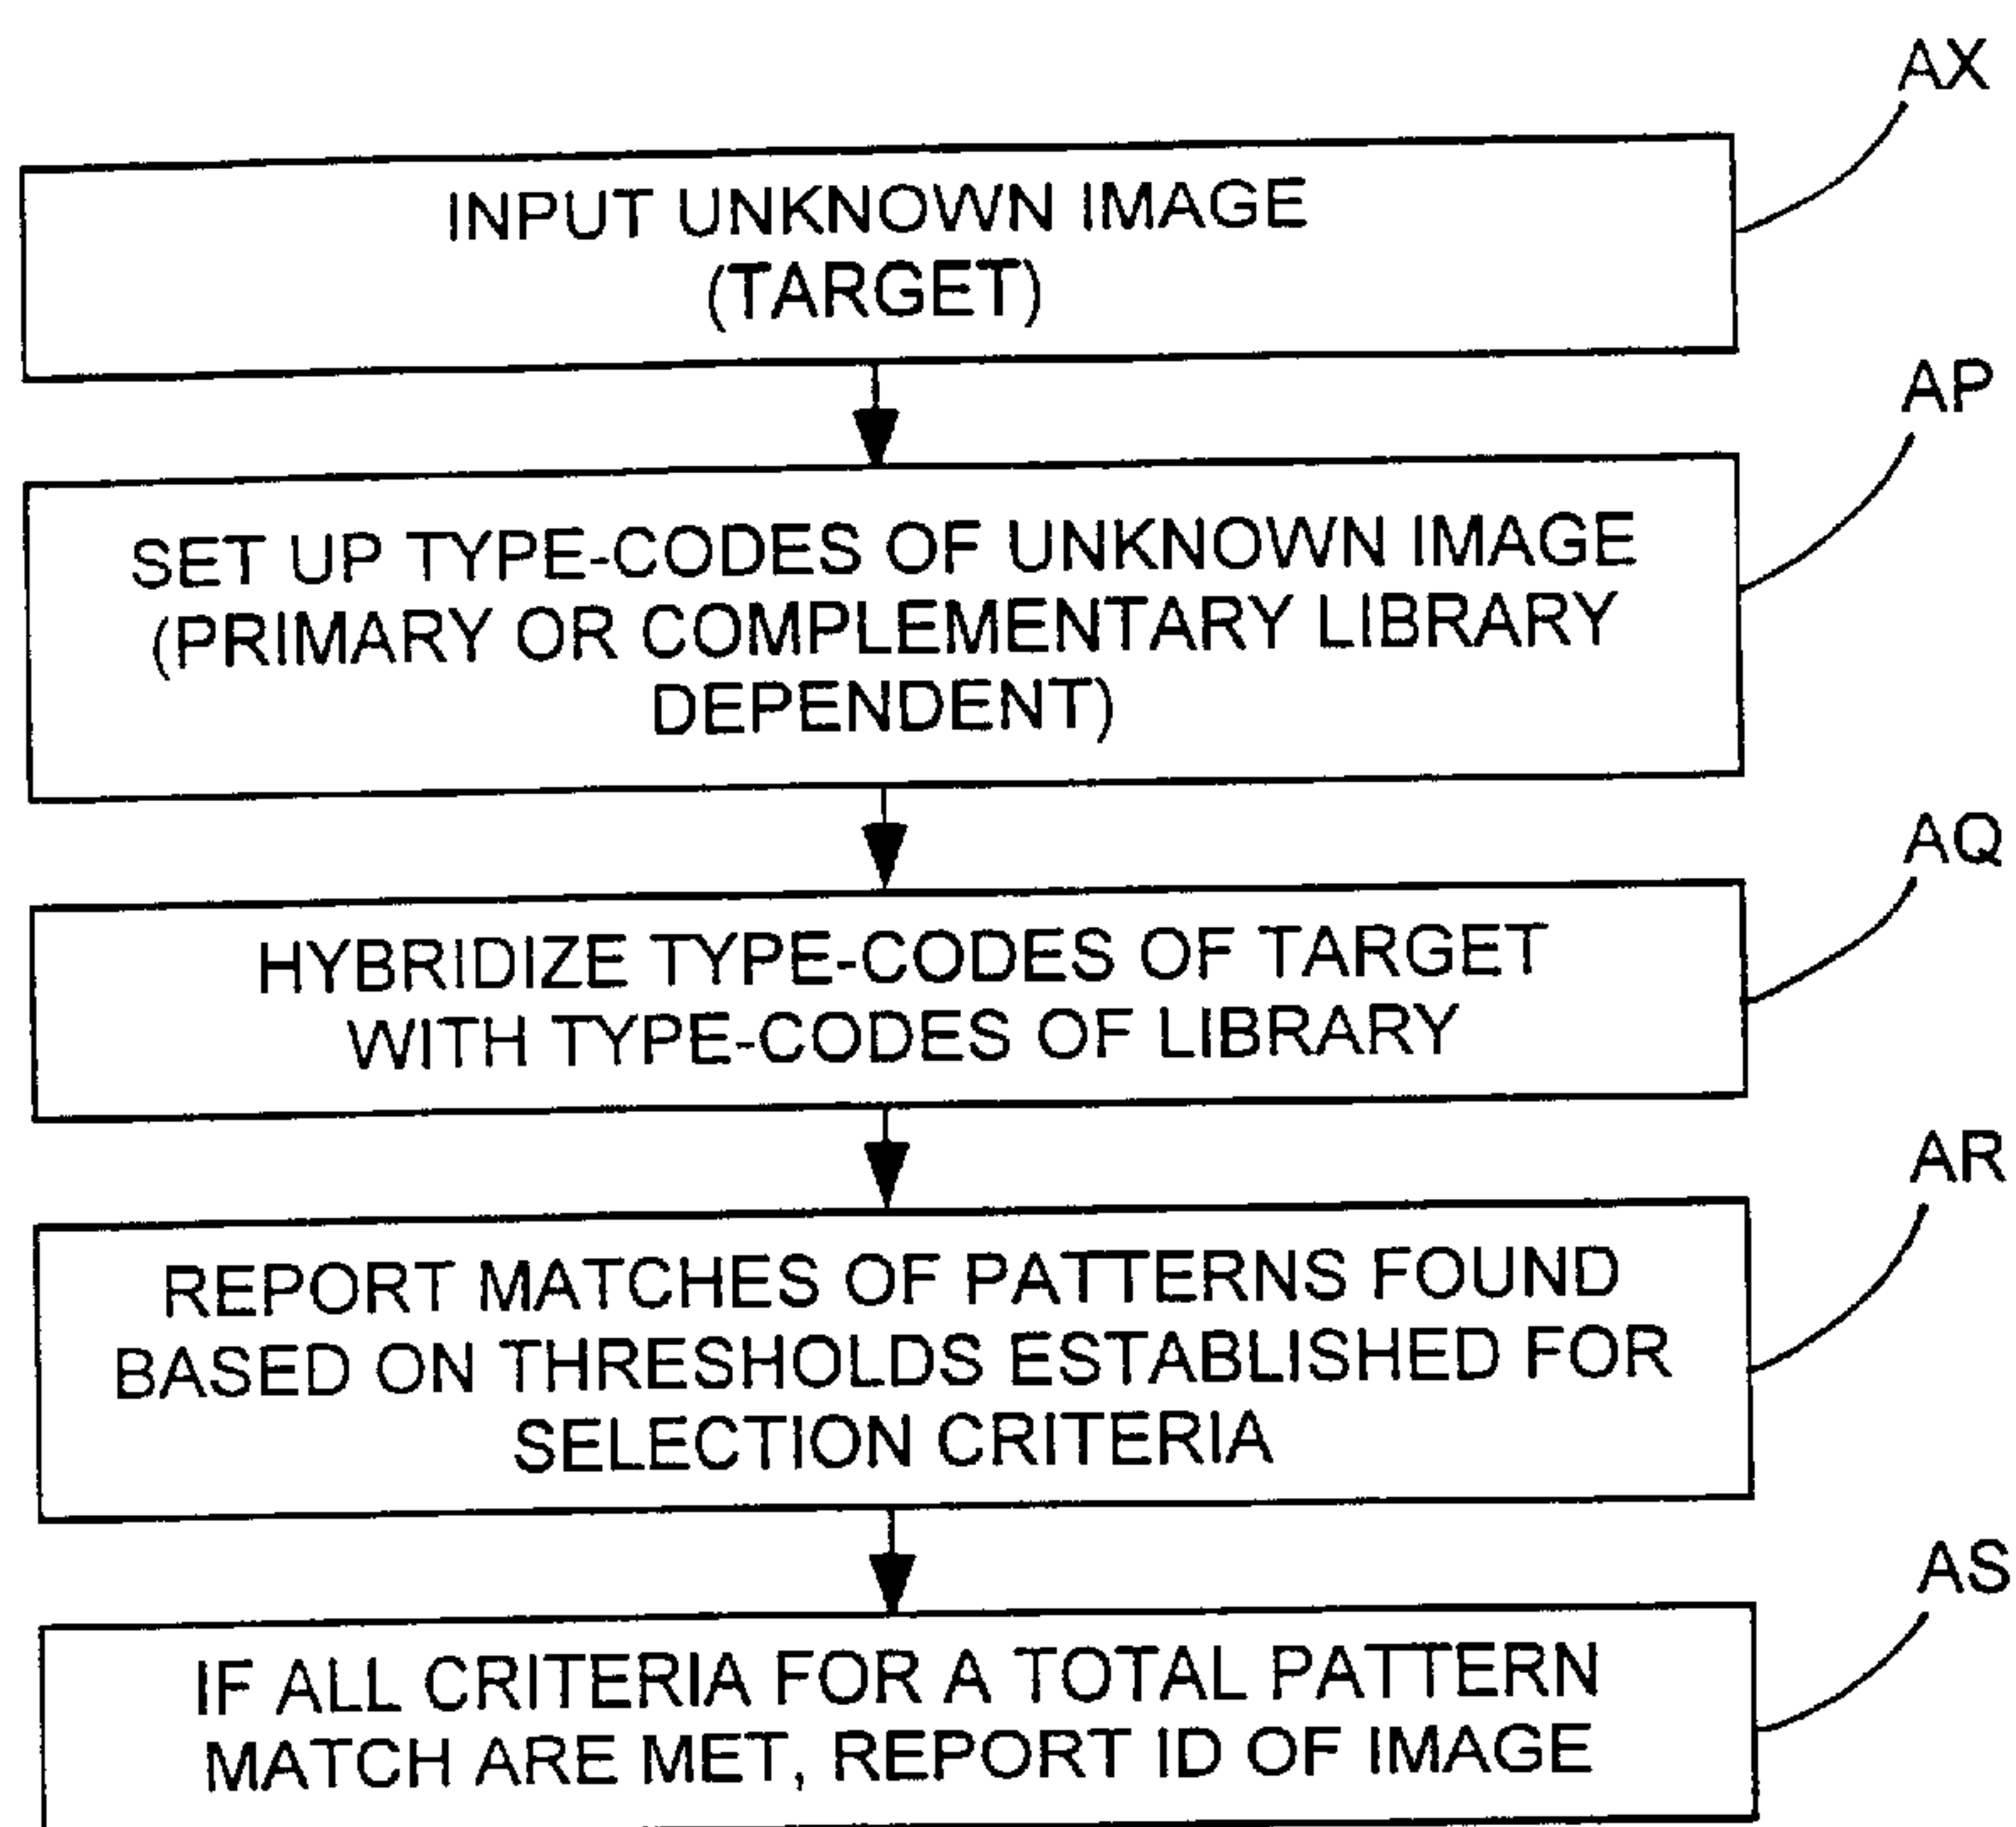 AX
INPUT UNKNOWN IMAGE
(TARGET)
AP
SET UP TYPE-CODES OF UNKNOWN IMAGE
(PRIMARY OR COMPLEMENTARY LIBRARY
DEPENDENT)
AQ
HYBRIDIZE TYPE-CODES OF TARGET
WITH TYPE-CODES OF LIBRARY
AR
REPORT MATCHES OF PATTERNS FOUND
BASED ON THRESHOLDS ESTABLISHED FOR
SELECTION CRITERIA
AS
IF ALL CRITERIA FOR A TOTAL PATTERN
MATCH ARE MET, REPORT ID OF IMAGE